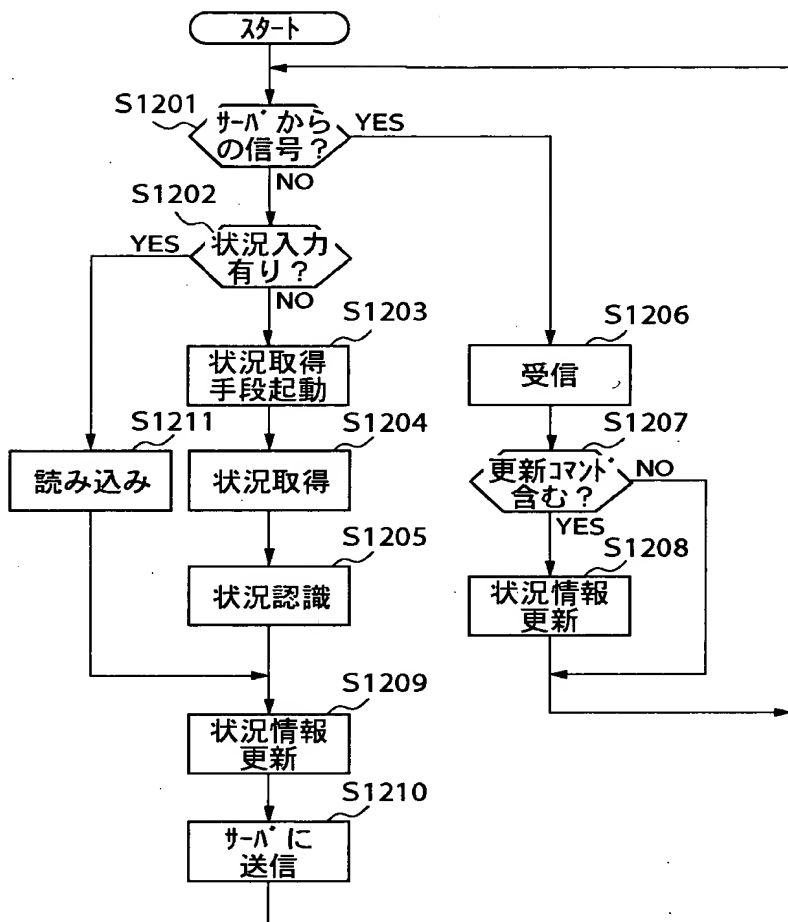 スタート
S1201
サーバから
の信号？
YES
NO
S1202
状況入力
有り？
YES
NO
S1203
状況取得
手段起動
S1206
受信
S1211
読み込み
S1204
状況取得
S1207
更新コマンド
含む？
NO
YES
S1205
状況認識
S1208
状況情報
更新
S1209
状況情報
更新
S1210
サーバに
送信